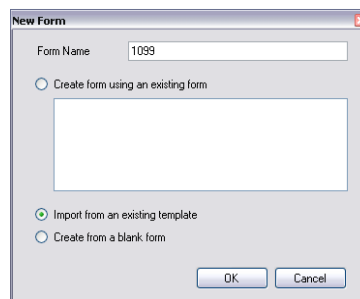 New Form
Form Name 1099
Create form using an existing form
Import from an existing template
Create from a blank form
OK Cancel